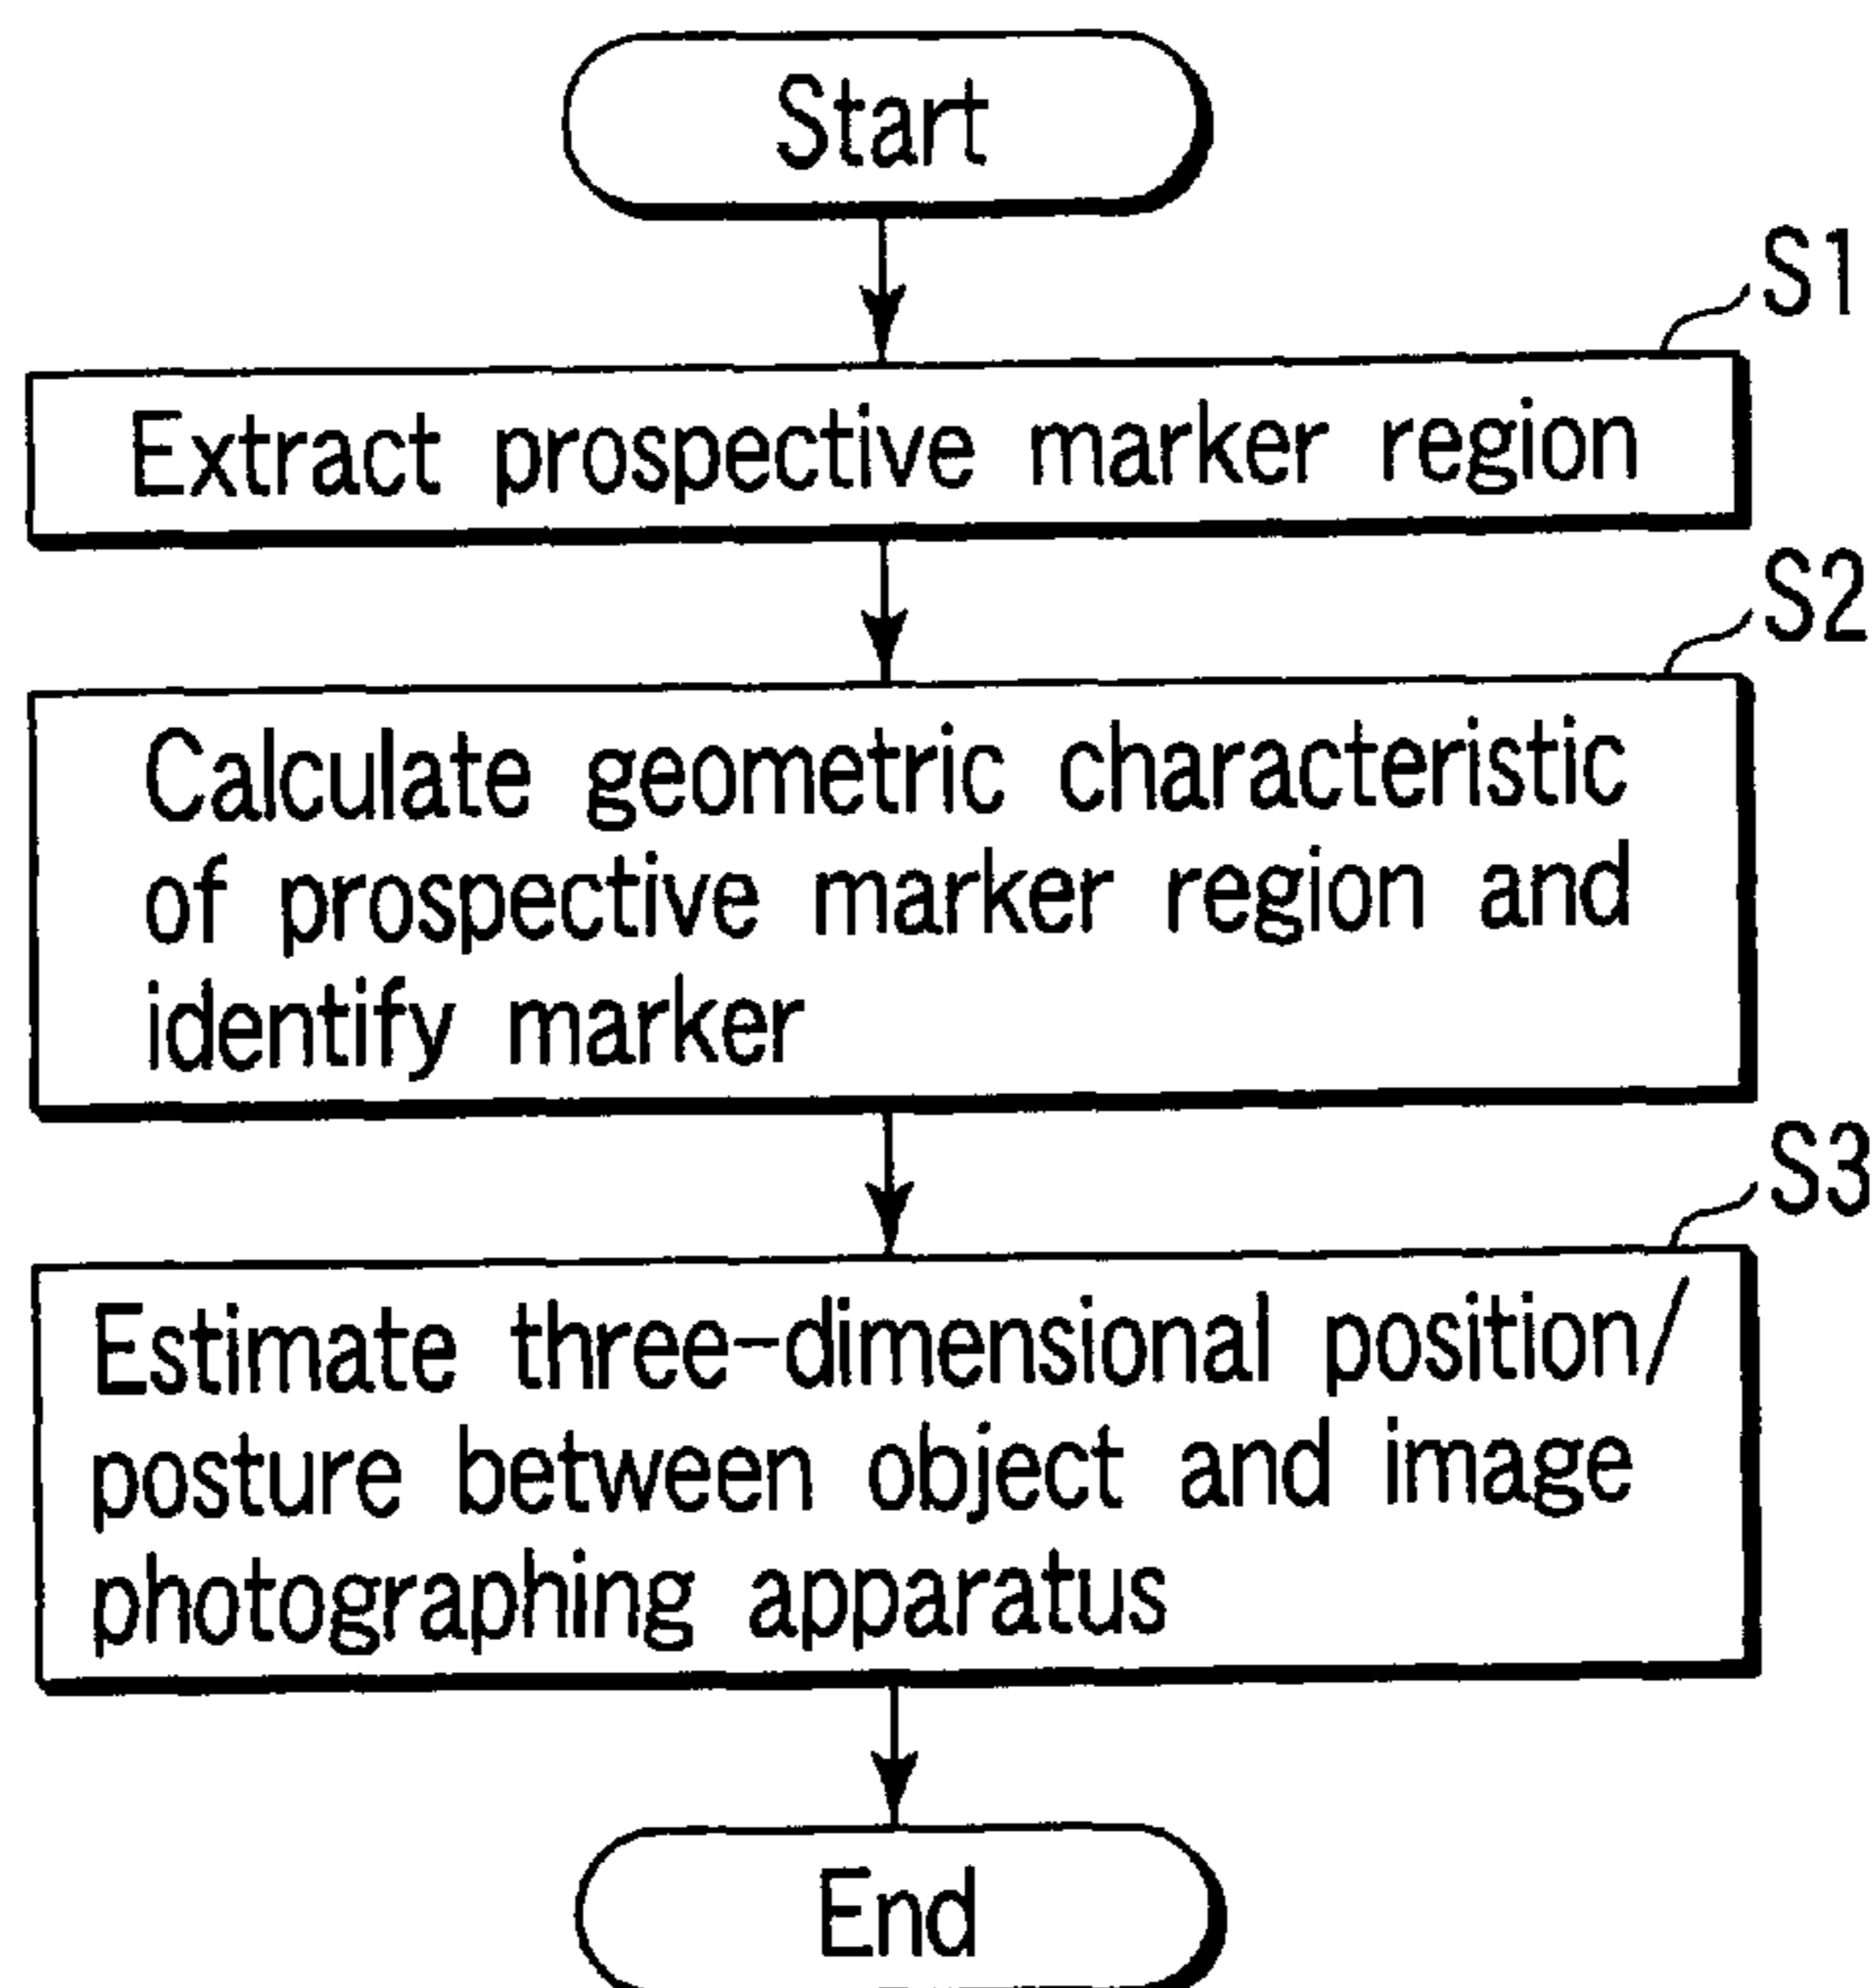 Start
S1
Extract prospective marker region
S2
Calculate geometric characteristic
of prospective marker region and
identify marker
S3
Estimate three-dimensional position/
posture between object and image
photographing apparatus
End